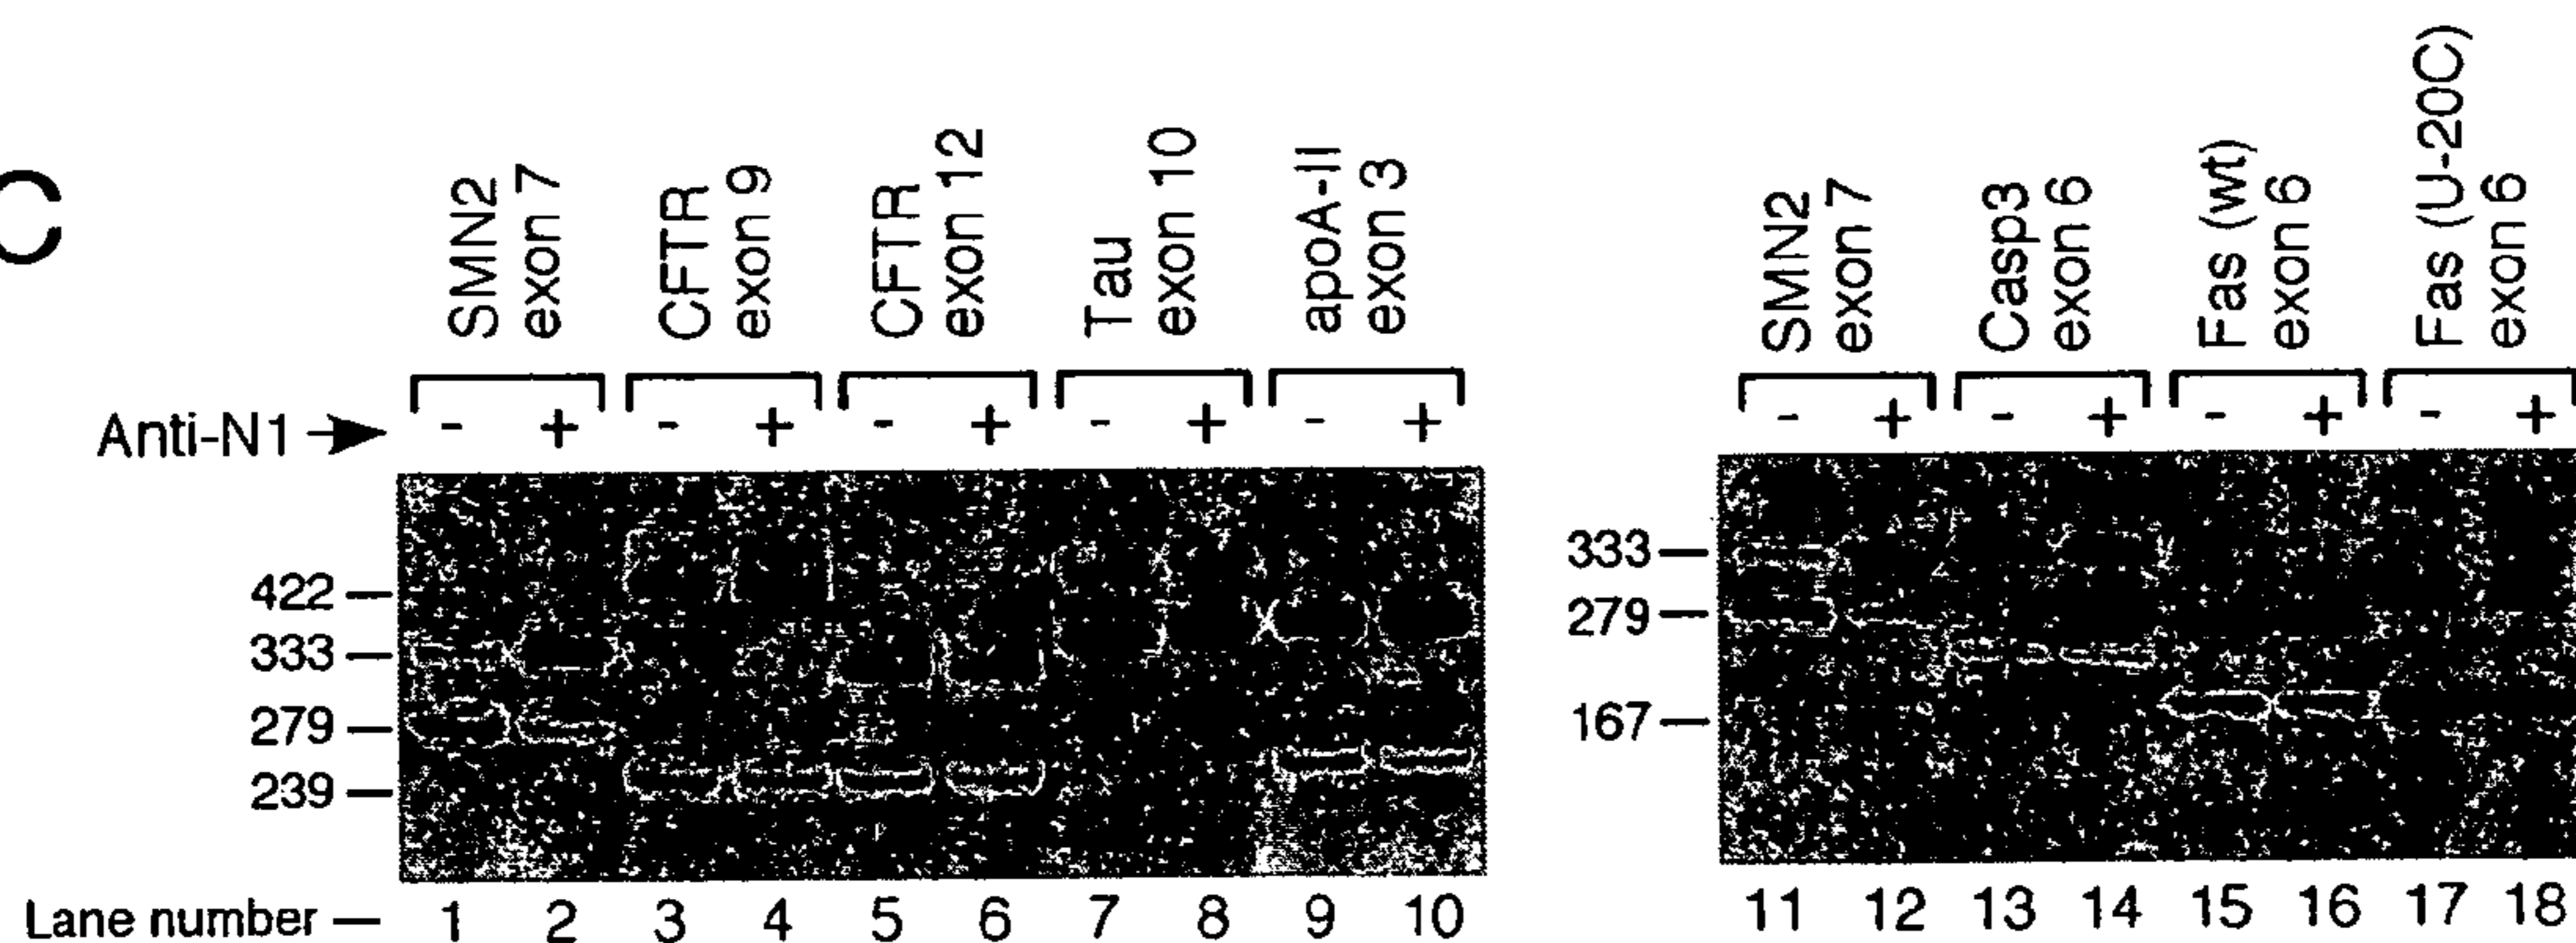 C
SMN2
exon 7
CFTR
exon 9
CFTR
exon 12
Tau
exon 10
apoA-II
exon 3
SMN2
exon 7
Casp3
exon 6
Fas (wt)
exon 6
Fas (U-20C)
exon 6
Anti-N1 - + - + - + - + - + - + - + - + - +
422
333
279
239
333
279
167
Lane number — 1 2 3 4 5 6 7 8 9 10 11 12 13 14 15 16 17 18